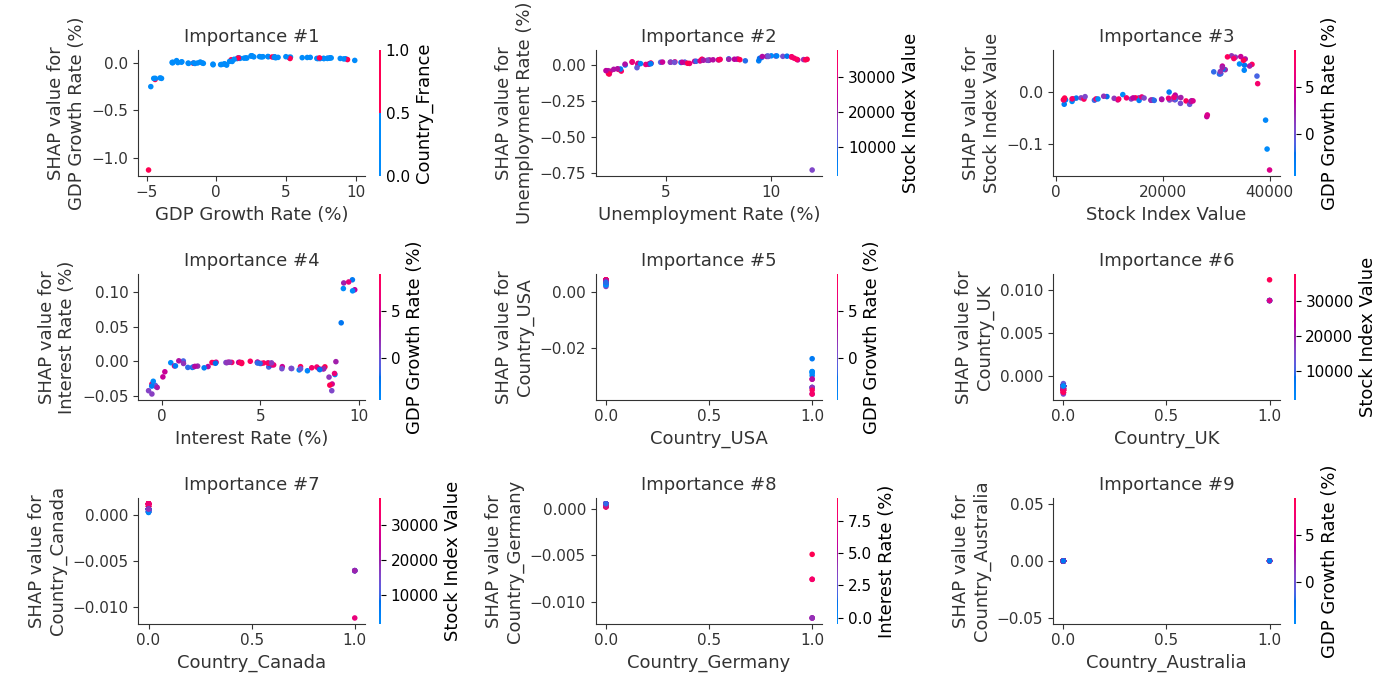 Importance #1
SHAP value for
GDP Growth Rate (%)
0.0
−0.5
−1.0
−5
0
5
10
GDP Growth Rate (%)
1.0
0.5
0.0
Country_France
Importance #2
SHAP value for
Unemployment Rate (%)
0.00
−0.25
−0.50
−0.75
5
10
Unemployment Rate (%)
30000
20000
10000
Stock Index Value
Importance #3
SHAP value for
Stock Index Value
0.0
−0.1
0
20000
40000
Stock Index Value
5
0
GDP Growth Rate (%)
Importance #4
SHAP value for
Interest Rate (%)
0.10
0.05
0.00
−0.05
0
5
10
Interest Rate (%)
5
0
GDP Growth Rate (%)
Importance #5
SHAP value for
Country_USA
0.00
−0.02
0.0
0.5
1.0
Country_USA
5
0
GDP Growth Rate (%)
Importance #6
SHAP value for
Country_UK
0.010
0.005
0.000
0.0
0.5
1.0
Country_UK
30000
20000
10000
Stock Index Value
Importance #7
SHAP value for
Country_Canada
0.000
−0.005
−0.010
0.0
0.5
1.0
Country_Canada
30000
20000
10000
Stock Index Value
Importance #8
SHAP value for
Country_Germany
0.000
−0.005
−0.010
0.0
0.5
1.0
Country_Germany
7.5
5.0
2.5
0.0
Interest Rate (%)
Importance #9
SHAP value for
Country_Australia
0.05
0.00
−0.05
0.0
0.5
1.0
Country_Australia
5
0
GDP Growth Rate (%)